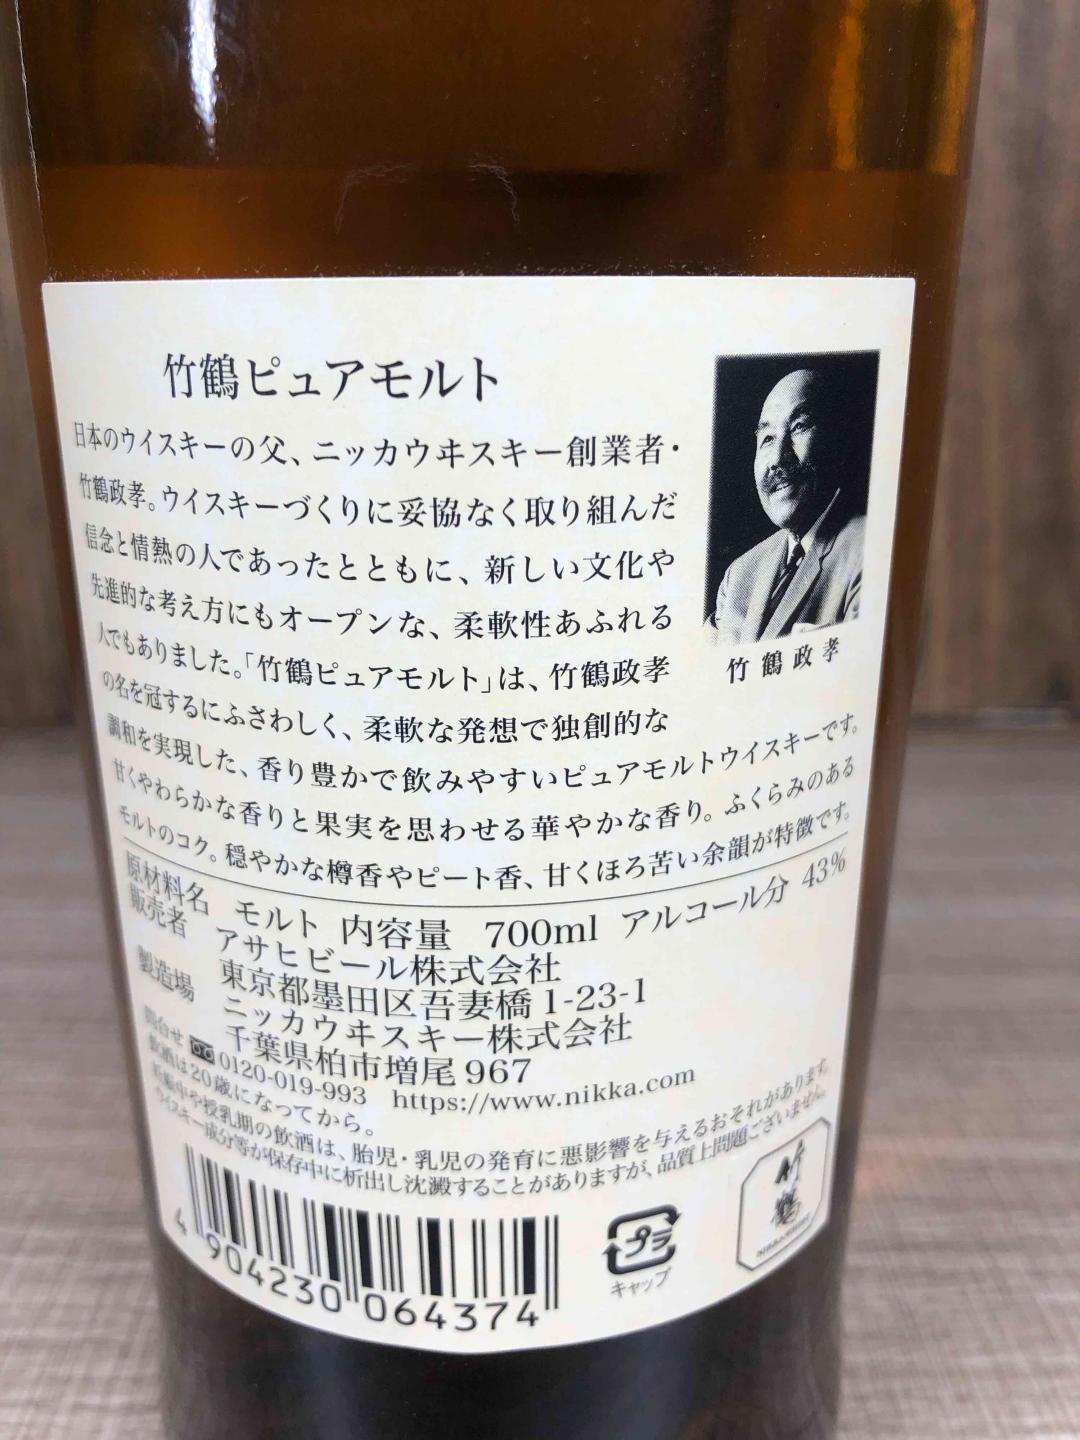 竹鶴ピュアモルト
日本のウイスキーの父、ニッカウヰスキー創業者・
竹鶴政孝。ウイスキーづくりに妥協なく取り組んだ
信念と情熱の人であったとともに、新しい文化や
先進的な考え方にもオープンな、柔軟性あふれる
人でもありました。「竹鶴ピュアモルト」は、竹鶴政孝
の名を冠するにふさわしく、柔軟な発想で独創的な
調和を実現した、香り豊かで飲みやすいピュアモルトウイスキーです。
甘くやわらかな香りと果実を思わせる華やかな香り。ふくらみのある
モルトのコク。穏やかな樽香やピート香、甘くほろ苦い余韻が特徴です。
竹鶴政孝
原材料名 モルト 内容量 700ml アルコール分 43%
販売者 アサヒビール株式会社
東京都墨田区吾妻橋1-23-1
製造場 ニッカウヰスキー株式会社
千葉県柏市増尾967
問合せ 0120-019-993 https://www.nikka.com
飲酒は20歳になってから。
妊娠中や授乳期の飲酒は、胎児・乳児の発育に悪影響を与えるおそれがあります。
ウイスキー成分等が保存中に析出し沈澱することがありますが、品質上問題ございません。
4 904230 064374
プラ
キャップ
竹鶴